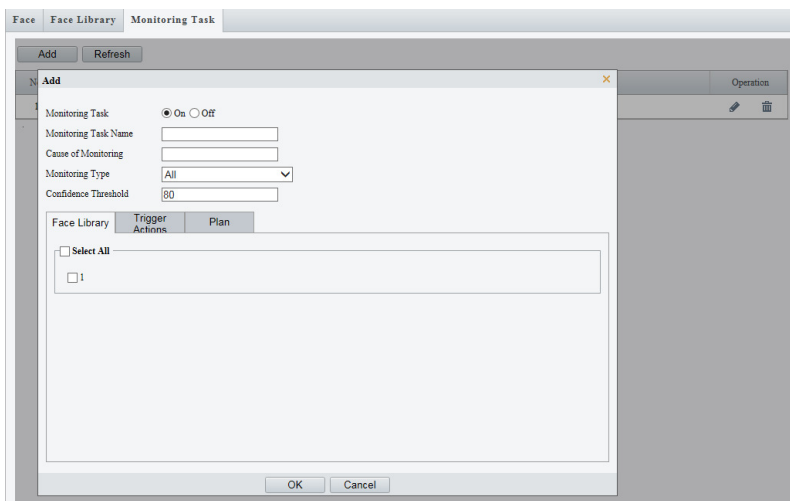 Face Face Library Monitoring Task
Add Refresh
Add Operation
Monitoring Task On Off
Monitoring Task Name
Cause of Monitoring
Monitoring Type All
Confidence Threshold 80
Face Library Trigger Actions Plan
Select All
1
OK Cancel